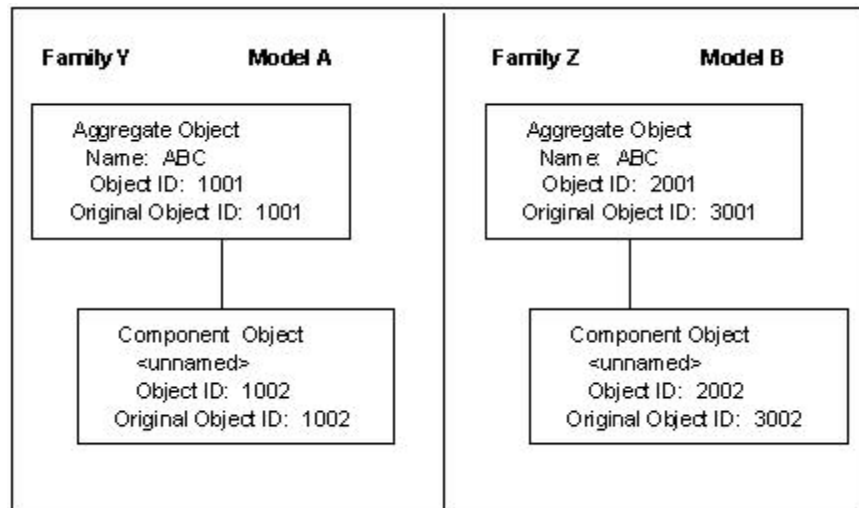 Family Y Model A
Aggregate Object
Name: ABC
Object ID: 1001
Original Object ID: 1001
Component Object
<unnamed>
Object ID: 1002
Original Object ID: 1002
Family Z Model B
Aggregate Object
Name: ABC
Object ID: 2001
Original Object ID: 3001
Component Object
<unnamed>
Object ID: 2002
Original Object ID: 3002